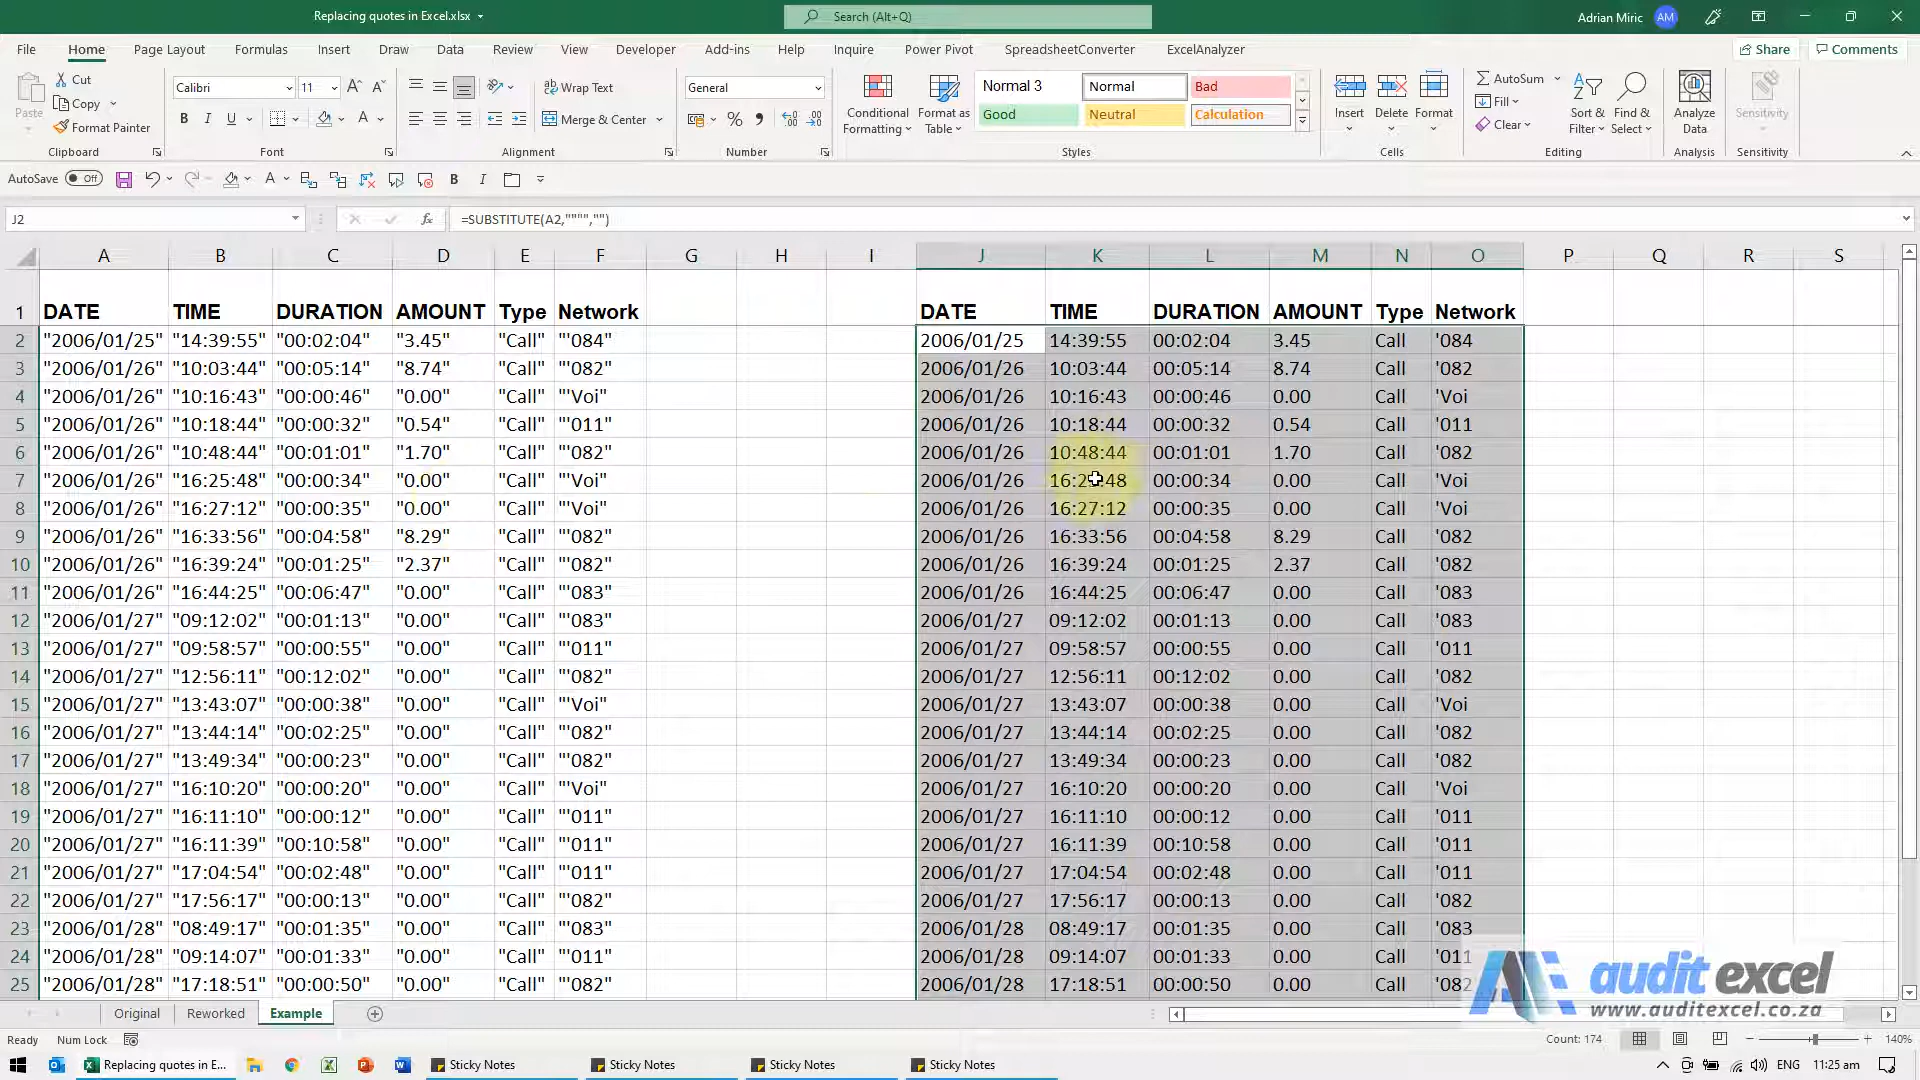 Replacing quotes in Excel.xlsx
Search (Alt+Q)
Adrian Miric AM
File Home Page Layout Formulas Insert Draw Data Review View Developer Add-ins Help Inquire Power Pivot SpreadsheetConverter ExcelAnalyzer Share Comments
Paste Cut Copy Format Painter
Calibri 11
Wrap Text
Merge & Center
General
Conditional Formatting
Format as Table
Normal 3 Normal Bad
Good Neutral Calculation
Insert Delete Format
AutoSum Fill Clear
Sort & Filter
Find & Select
Analyze Data
Sensitivity
Clipboard Font Alignment Number Styles Cells Editing Analysis Sensitivity
AutoSave Off
J2 fx =SUBSTITUTE(A2,"""","")
A B C D E F G H I J K L M N O P Q R S
1 DATE TIME DURATION AMOUNT Type Network DATE TIME DURATION AMOUNT Type Network
2 "2006/01/25" "14:39:55" "00:02:04" "3.45" "Call" "'084" 2006/01/25 14:39:55 00:02:04 3.45 Call '084
3 "2006/01/26" "10:03:44" "00:05:14" "8.74" "Call" "'082" 2006/01/26 10:03:44 00:05:14 8.74 Call '082
4 "2006/01/26" "10:16:43" "00:00:46" "0.00" "Call" "'Voi" 2006/01/26 10:16:43 00:00:46 0.00 Call 'Voi
5 "2006/01/26" "10:18:44" "00:00:32" "0.54" "Call" "'011" 2006/01/26 10:18:44 00:00:32 0.54 Call '011
6 "2006/01/26" "10:48:44" "00:01:01" "1.70" "Call" "'082" 2006/01/26 10:48:44 00:01:01 1.70 Call '082
7 "2006/01/26" "16:25:48" "00:00:34" "0.00" "Call" "'Voi" 2006/01/26 16:25:48 00:00:34 0.00 Call 'Voi
8 "2006/01/26" "16:27:12" "00:00:35" "0.00" "Call" "'Voi" 2006/01/26 16:27:12 00:00:35 0.00 Call 'Voi
9 "2006/01/26" "16:33:56" "00:04:58" "8.29" "Call" "'082" 2006/01/26 16:33:56 00:04:58 8.29 Call '082
10 "2006/01/26" "16:39:24" "00:01:25" "2.37" "Call" "'082" 2006/01/26 16:39:24 00:01:25 2.37 Call '082
11 "2006/01/26" "16:44:25" "00:06:47" "0.00" "Call" "'083" 2006/01/26 16:44:25 00:06:47 0.00 Call '083
12 "2006/01/27" "09:12:02" "00:01:13" "0.00" "Call" "'083" 2006/01/27 09:12:02 00:01:13 0.00 Call '083
13 "2006/01/27" "09:58:57" "00:00:55" "0.00" "Call" "'011" 2006/01/27 09:58:57 00:00:55 0.00 Call '011
14 "2006/01/27" "12:56:11" "00:12:02" "0.00" "Call" "'082" 2006/01/27 12:56:11 00:12:02 0.00 Call '082
15 "2006/01/27" "13:43:07" "00:00:38" "0.00" "Call" "'Voi" 2006/01/27 13:43:07 00:00:38 0.00 Call 'Voi
16 "2006/01/27" "13:44:14" "00:02:25" "0.00" "Call" "'082" 2006/01/27 13:44:14 00:02:25 0.00 Call '082
17 "2006/01/27" "13:49:34" "00:00:23" "0.00" "Call" "'082" 2006/01/27 13:49:34 00:00:23 0.00 Call '082
18 "2006/01/27" "16:10:20" "00:00:20" "0.00" "Call" "'Voi" 2006/01/27 16:10:20 00:00:20 0.00 Call 'Voi
19 "2006/01/27" "16:11:10" "00:00:12" "0.00" "Call" "'011" 2006/01/27 16:11:10 00:00:12 0.00 Call '011
20 "2006/01/27" "16:11:39" "00:10:58" "0.00" "Call" "'011" 2006/01/27 16:11:39 00:10:58 0.00 Call '011
21 "2006/01/27" "17:04:54" "00:02:48" "0.00" "Call" "'011" 2006/01/27 17:04:54 00:02:48 0.00 Call '011
22 "2006/01/27" "17:56:17" "00:00:13" "0.00" "Call" "'082" 2006/01/27 17:56:17 00:00:13 0.00 Call '082
23 "2006/01/28" "08:49:17" "00:01:35" "0.00" "Call" "'083" 2006/01/28 08:49:17 00:01:35 0.00 Call '083
24 "2006/01/28" "09:14:07" "00:01:33" "0.00" "Call" "'011" 2006/01/28 09:14:07 00:01:33 0.00 Call '011
25 "2006/01/28" "17:18:51" "00:00:50" "0.00" "Call" "'082" 2006/01/28 17:18:51 00:00:50 0.00 Call '082
audit excel
www.auditexcel.co.za
Original Reworked Example
Ready Num Lock Count: 174 140%
Replacing quotes in E... Sticky Notes Sticky Notes Sticky Notes Sticky Notes ENG 11:25 am